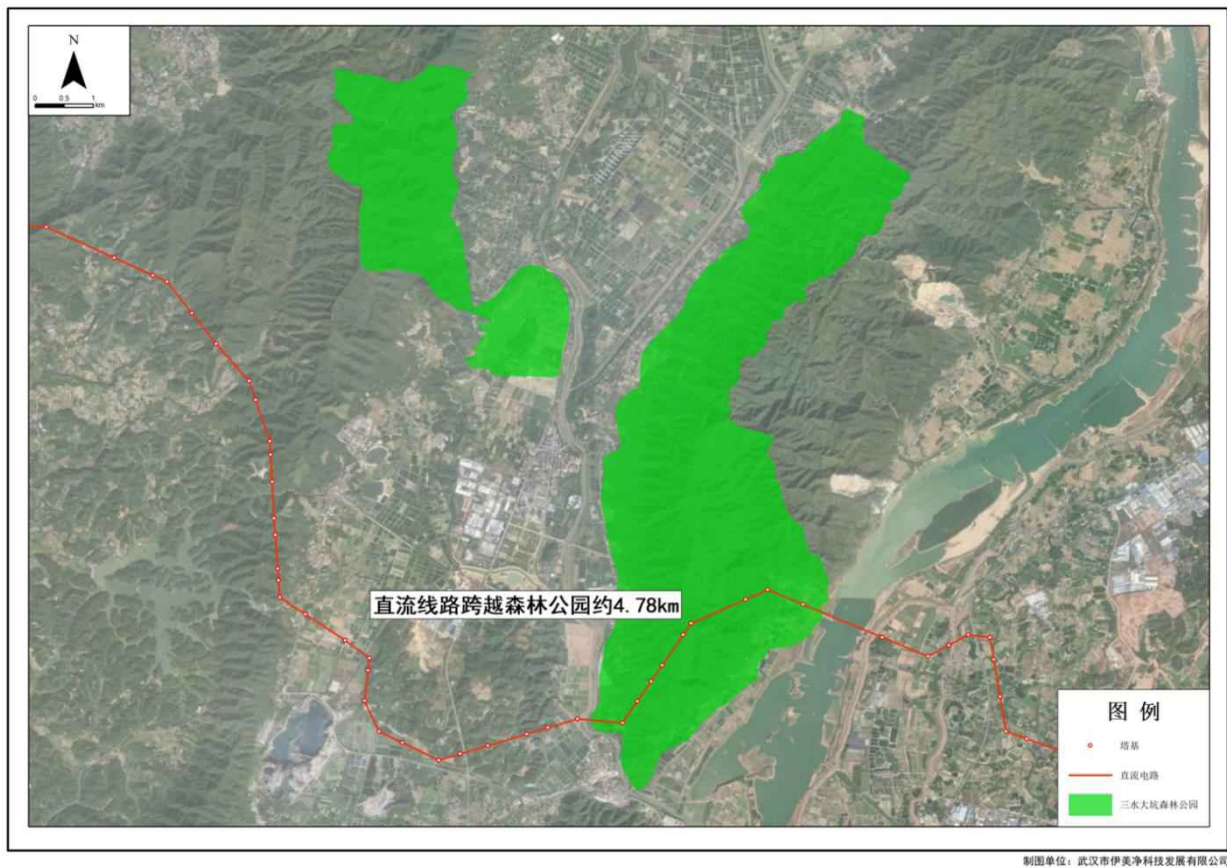 N
0 0.5 1
km
直流线路跨越森林公园约4.78km
图 例
塔基
直流电路
三水大坑森林公园
制图单位：武汉市伊美净科技发展有限公司